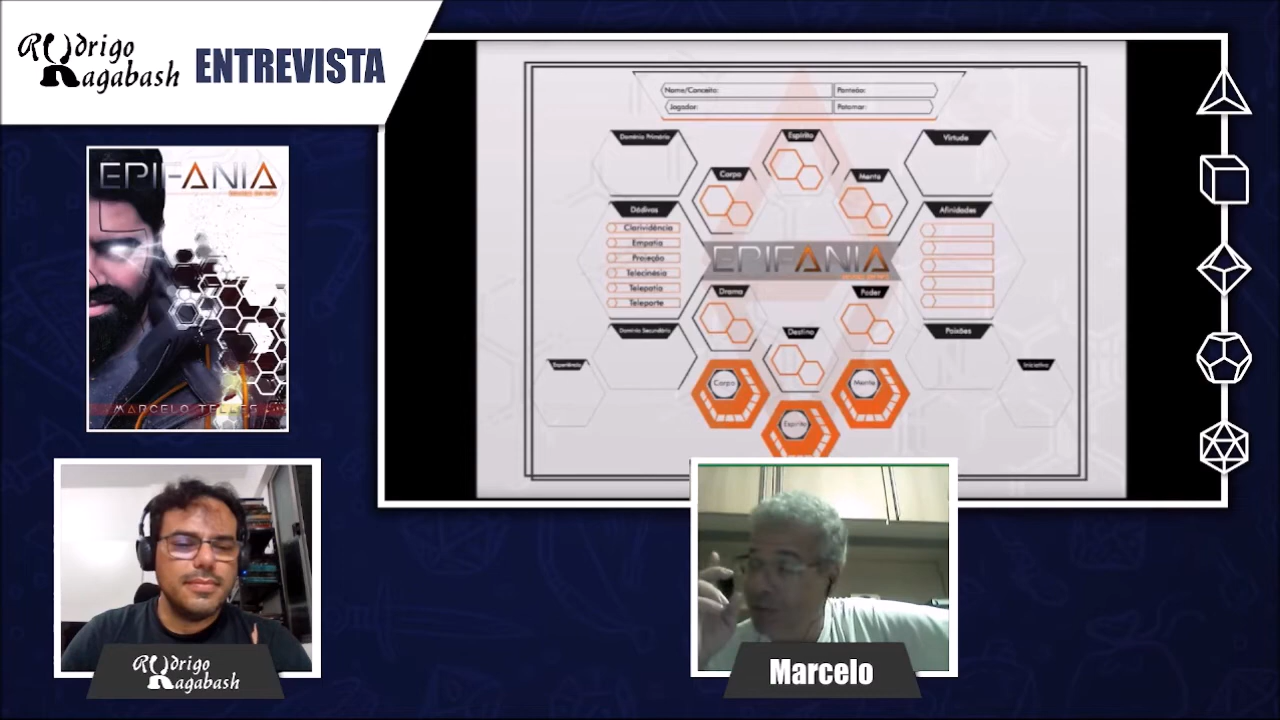 Rodrigo
Ragabash
ENTREVISTA
EPIFANIA
MARCELO TELLES
Nome/Conceito:
Panteão:
Jogador:
Patamar:
Domínio Primário
Espírito
Virtude
Corpo
Mente
Dádivas
Afinidades
Clarividência
Empatia
Projeção
Telecinésia
Telepatia
Teleporte
EPIFANIA
Drama
Poder
Domínio Secundário
Destino
Paixões
Experiência
Iniciativa
Corpo
Mente
Espírito
Rodrigo
Ragabash
Marcelo